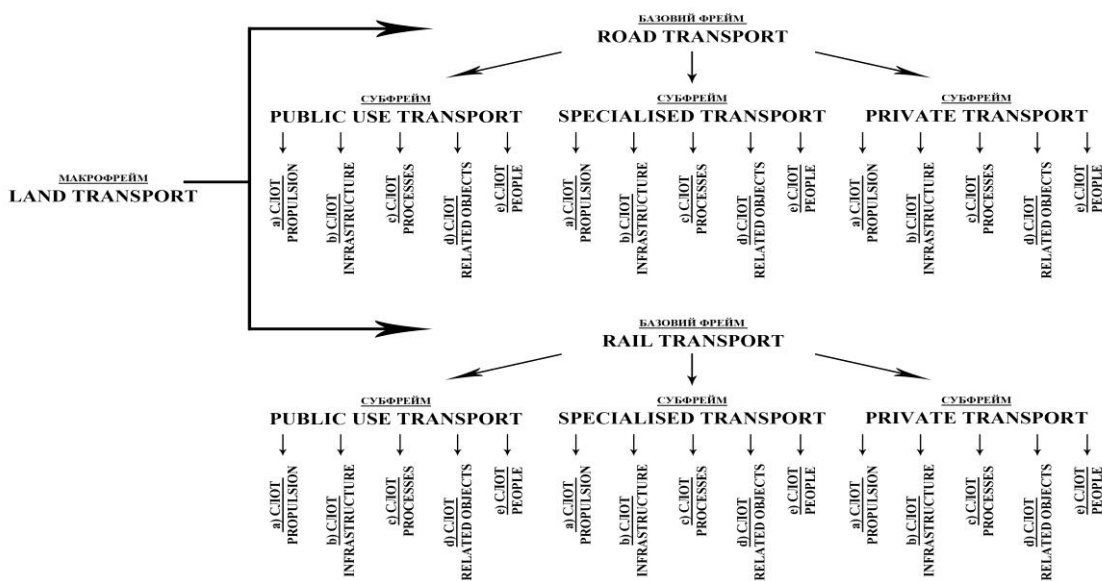 БАЗОВИЙ ФРЕЙМ
ROAD TRANSPORT
СУБФРЕЙМ
PUBLIC USE TRANSPORT
СУБФРЕЙМ
SPECIALISED TRANSPORT
СУБФРЕЙМ
PRIVATE TRANSPORT
a) СЛОТ
PROPULSION
b) СЛОТ
INFRASTRUCTURE
c) СЛОТ
PROCESSES
d) СЛОТ
RELATED OBJECTS
e) СЛОТ
PEOPLE
a) СЛОТ
PROPULSION
b) СЛОТ
INFRASTRUCTURE
c) СЛОТ
PROCESSES
d) СЛОТ
RELATED OBJECTS
e) СЛОТ
PEOPLE
a) СЛОТ
PROPULSION
b) СЛОТ
INFRASTRUCTURE
c) СЛОТ
PROCESSES
d) СЛОТ
RELATED OBJECTS
e) СЛОТ
PEOPLE
МАКРОФРЕЙМ
LAND TRANSPORT
БАЗОВИЙ ФРЕЙМ
RAIL TRANSPORT
СУБФРЕЙМ
PUBLIC USE TRANSPORT
СУБФРЕЙМ
SPECIALISED TRANSPORT
СУБФРЕЙМ
PRIVATE TRANSPORT
a) СЛОТ
PROPULSION
b) СЛОТ
INFRASTRUCTURE
c) СЛОТ
PROCESSES
d) СЛОТ
RELATED OBJECTS
e) СЛОТ
PEOPLE
a) СЛОТ
PROPULSION
b) СЛОТ
INFRASTRUCTURE
c) СЛОТ
PROCESSES
d) СЛОТ
RELATED OBJECTS
e) СЛОТ
PEOPLE
a) СЛОТ
PROPULSION
b) СЛОТ
INFRASTRUCTURE
c) СЛОТ
PROCESSES
d) СЛОТ
RELATED OBJECTS
e) СЛОТ
PEOPLE